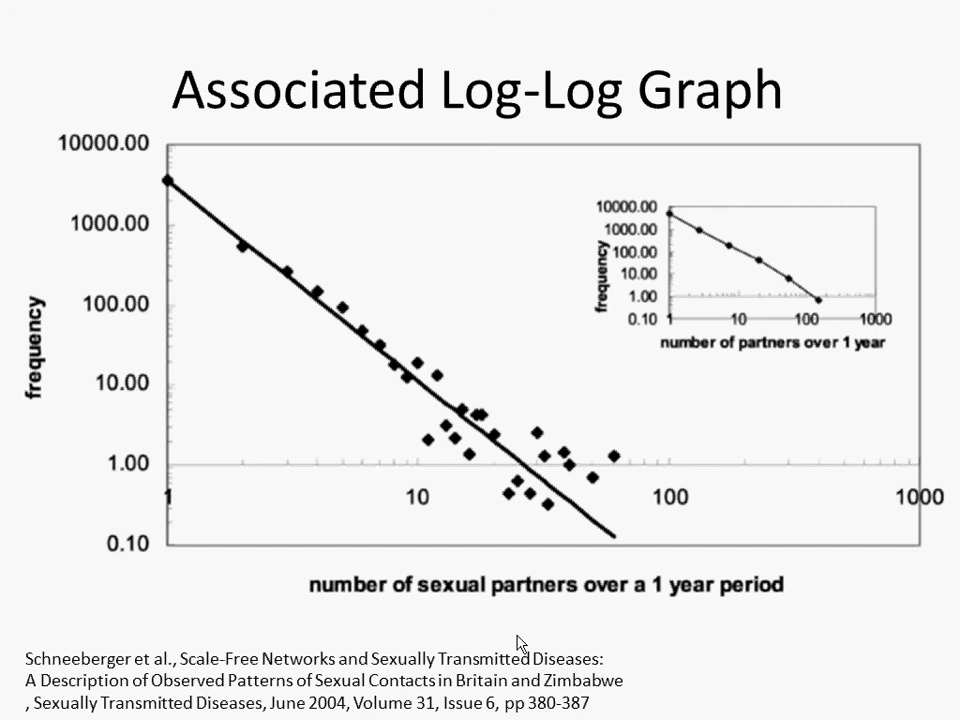 Associated Log-Log Graph
10000.00
1000.00
100.00
10.00
1.00
0.10
frequency
1
10
100
1000
number of sexual partners over a 1 year period
10000.00
1000.00
100.00
10.00
1.00
0.10
frequency
1
10
100
1000
number of partners over 1 year
Schneeberger et al., Scale-Free Networks and Sexually Transmitted Diseases:
A Description of Observed Patterns of Sexual Contacts in Britain and Zimbabwe
, Sexually Transmitted Diseases, June 2004, Volume 31, Issue 6, pp 380-387